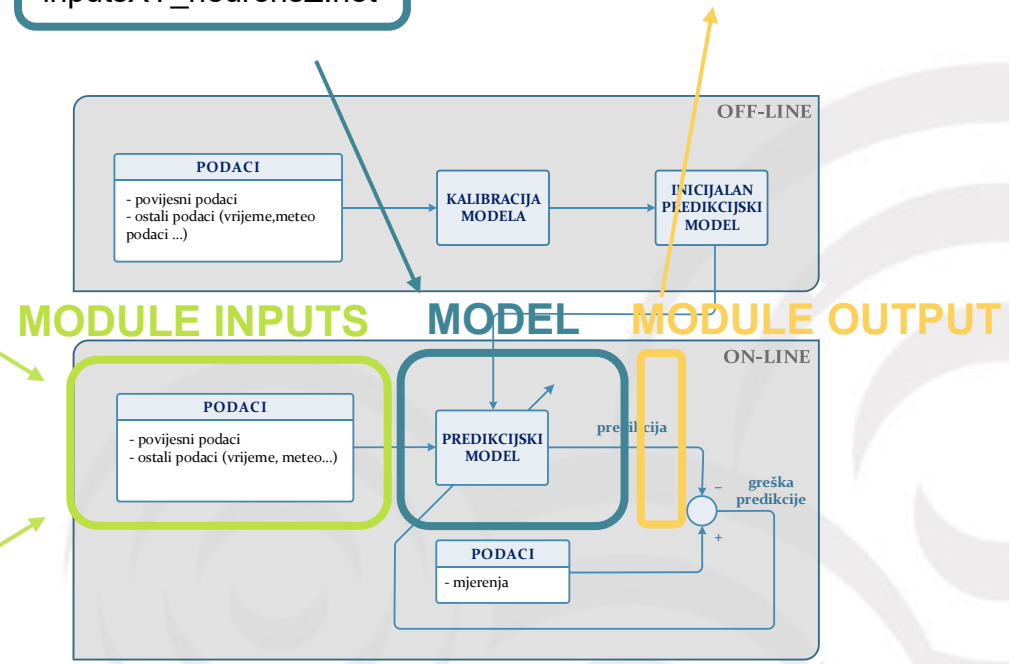 OFF-LINE
PODACI
- povijesni podaci
- ostali podaci (vrijeme,meteo
podaci ...)
KALIBRACIJA
MODELA
INICIJALAN
PREDIKCIJSKI
MODEL
MODULE INPUTS
MODEL
MODULE OUTPUT
ON-LINE
PODACI
- povijesni podaci
- ostali podaci (vrijeme, meteo...)
PREDIKCIJSKI
MODEL
predikcija
−
greška
predikcije
+
PODACI
- mjerenja